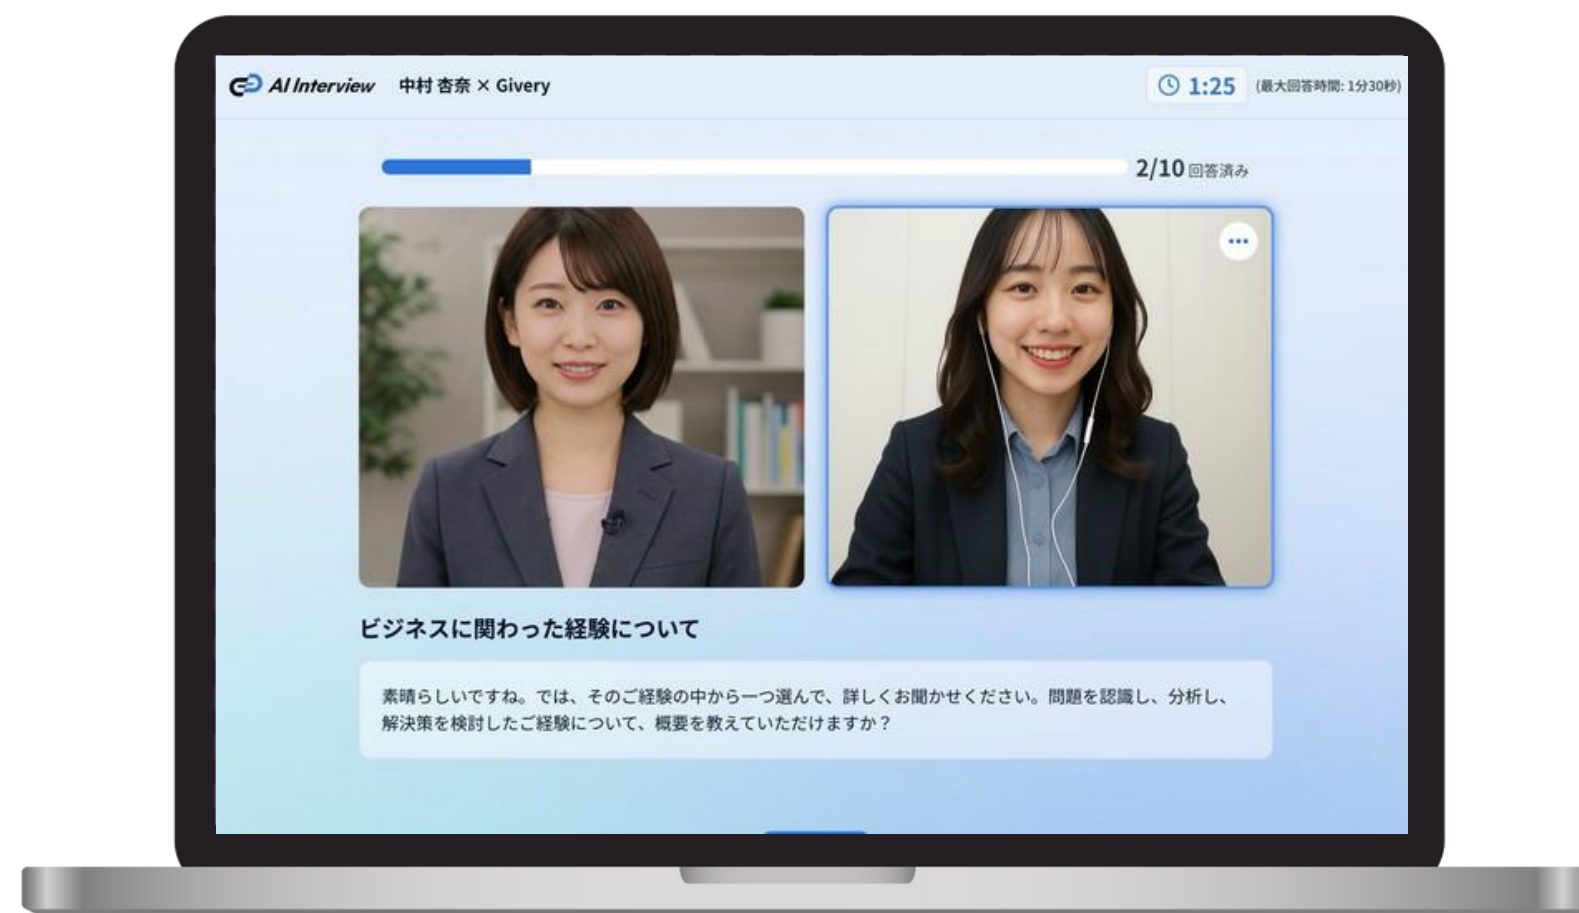 AI Interview 中村 杏奈 × Givery
1:25 (最大回答時間: 1分30秒)
2/10 回答済み
ビジネスに関わった経験について
素晴らしいですね。では、そのご経験の中から一つ選んで、詳しくお聞かせください。問題を認識し、分析し、
解決策を検討したご経験について、概要を教えていただけますか？